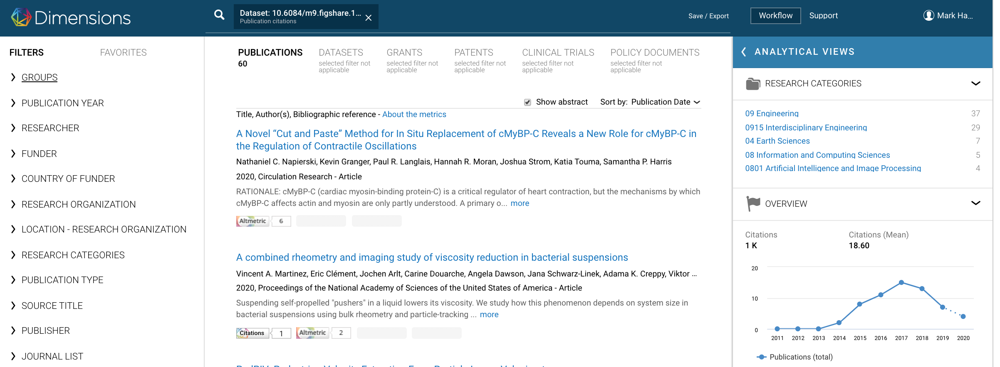 Dimensions
Dataset: 10.6084/m9.figshare.1...
Publication citations
Save / Export
Workflow
Support
Mark Ha...
FILTERS
FAVORITES
GROUPS
PUBLICATION YEAR
RESEARCHER
FUNDER
COUNTRY OF FUNDER
RESEARCH ORGANIZATION
LOCATION - RESEARCH ORGANIZATION
RESEARCH CATEGORIES
PUBLICATION TYPE
SOURCE TITLE
PUBLISHER
JOURNAL LIST
PUBLICATIONS
60
DATASETS
selected filter not
applicable
GRANTS
selected filter not
applicable
PATENTS
selected filter not
applicable
CLINICAL TRIALS
selected filter not
applicable
POLICY DOCUMENTS
selected filter not
applicable
Show abstract
Sort by: Publication Date
Title, Author(s), Bibliographic reference - About the metrics
A Novel “Cut and Paste” Method for In Situ Replacement of cMyBP-C Reveals a New Role for cMyBP-C in
the Regulation of Contractile Oscillations
Nathaniel C. Napierski, Kevin Granger, Paul R. Langlais, Hannah R. Moran, Joshua Strom, Katia Touma, Samantha P. Harris
2020, Circulation Research - Article
RATIONALE: cMyBP-C (cardiac myosin-binding protein-C) is a critical regulator of heart contraction, but the mechanisms by which
cMyBP-C affects actin and myosin are only partly understood. A primary o... more
Altmetric 6
A combined rheometry and imaging study of viscosity reduction in bacterial suspensions
Vincent A. Martinez, Eric Clément, Jochen Arlt, Carine Douarche, Angela Dawson, Jana Schwarz-Linek, Adama K. Creppy, Viktor ...
2020, Proceedings of the National Academy of Sciences of the United States of America - Article
Suspending self-propelled "pushers" in a liquid lowers its viscosity. We study how this phenomenon depends on system size in
bacterial suspensions using bulk rheometry and particle-tracking ... more
Citations 1 Altmetric 2
ANALYTICAL VIEWS
RESEARCH CATEGORIES
09 Engineering 37
0915 Interdisciplinary Engineering 29
04 Earth Sciences 7
08 Information and Computing Sciences 5
0801 Artificial Intelligence and Image Processing 4
OVERVIEW
Citations
1 K
Citations (Mean)
18.60
20
10
0
2011 2012 2013 2014 2015 2016 2017 2018 2019 2020
Publications (total)